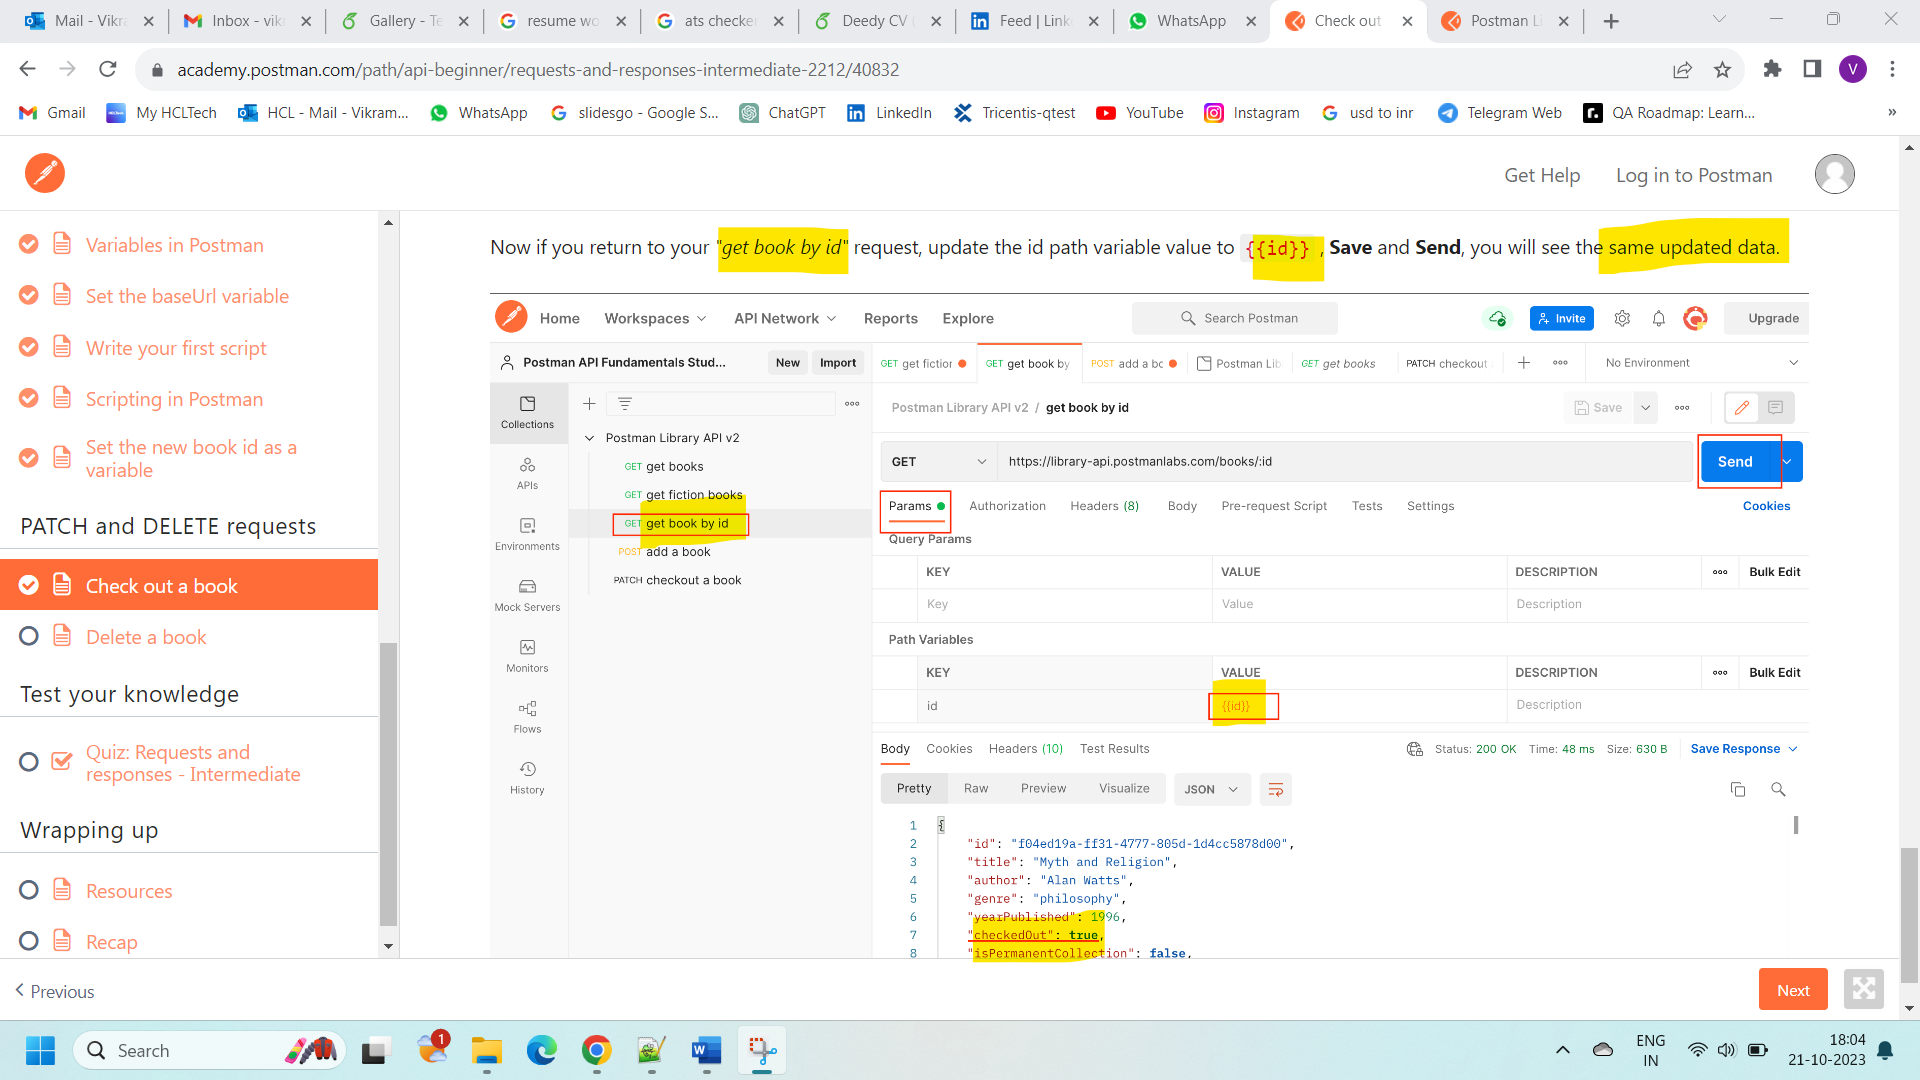 Mail - Vikra
Inbox - vik
Gallery - Te
resume wo
ats checke
Deedy CV (
Feed | Link
WhatsApp
Check out
Postman Li
academy.postman.com/path/api-beginner/requests-and-responses-intermediate-2212/40832
V
Gmail
My HCLTech
HCL - Mail - Vikram...
WhatsApp
slidesgo - Google S...
ChatGPT
LinkedIn
Tricentis-qtest
YouTube
Instagram
usd to inr
Telegram Web
QA Roadmap: Learn...
»
Get Help
Log in to Postman
Variables in Postman
Set the baseUrl variable
Write your first script
Scripting in Postman
Set the new book id as a
variable
PATCH and DELETE requests
Check out a book
Delete a book
Test your knowledge
Quiz: Requests and
responses - Intermediate
Wrapping up
Resources
Recap
Now if you return to your "get book by id" request, update the id path variable value to {{id}} , Save and Send, you will see the same updated data.
Home
Workspaces
API Network
Reports
Explore
Search Postman
Invite
Upgrade
Postman API Fundamentals Stud...
New
Import
GET get fiction
GET get book by
POST add a bo
Postman Lib
GET get books
PATCH checkout
No Environment
Collections
APIs
Environments
Mock Servers
Monitors
Flows
History
Postman Library API v2
GET get books
GET get fiction books
GET get book by id
POST add a book
PATCH checkout a book
Postman Library API v2 / get book by id
Save
GET
https://library-api.postmanlabs.com/books/:id
Send
Params
Authorization
Headers (8)
Body
Pre-request Script
Tests
Settings
Cookies
Query Params
KEY VALUE DESCRIPTION Bulk Edit
Key Value Description
Path Variables
KEY VALUE DESCRIPTION Bulk Edit
id {{id}} Description
Body Cookies Headers (10) Test Results
Status: 200 OK Time: 48 ms Size: 630 B Save Response
Pretty Raw Preview Visualize JSON
1 {
2 "id": "f04ed19a-ff31-4777-805d-1d4cc5878d00",
3 "title": "Myth and Religion",
4 "author": "Alan Watts",
5 "genre": "philosophy",
6 "yearPublished": 1996,
7 "checkedOut": true,
8 "isPermanentCollection": false,
Previous
Next
Search
1
ENG
IN
18:04
21-10-2023